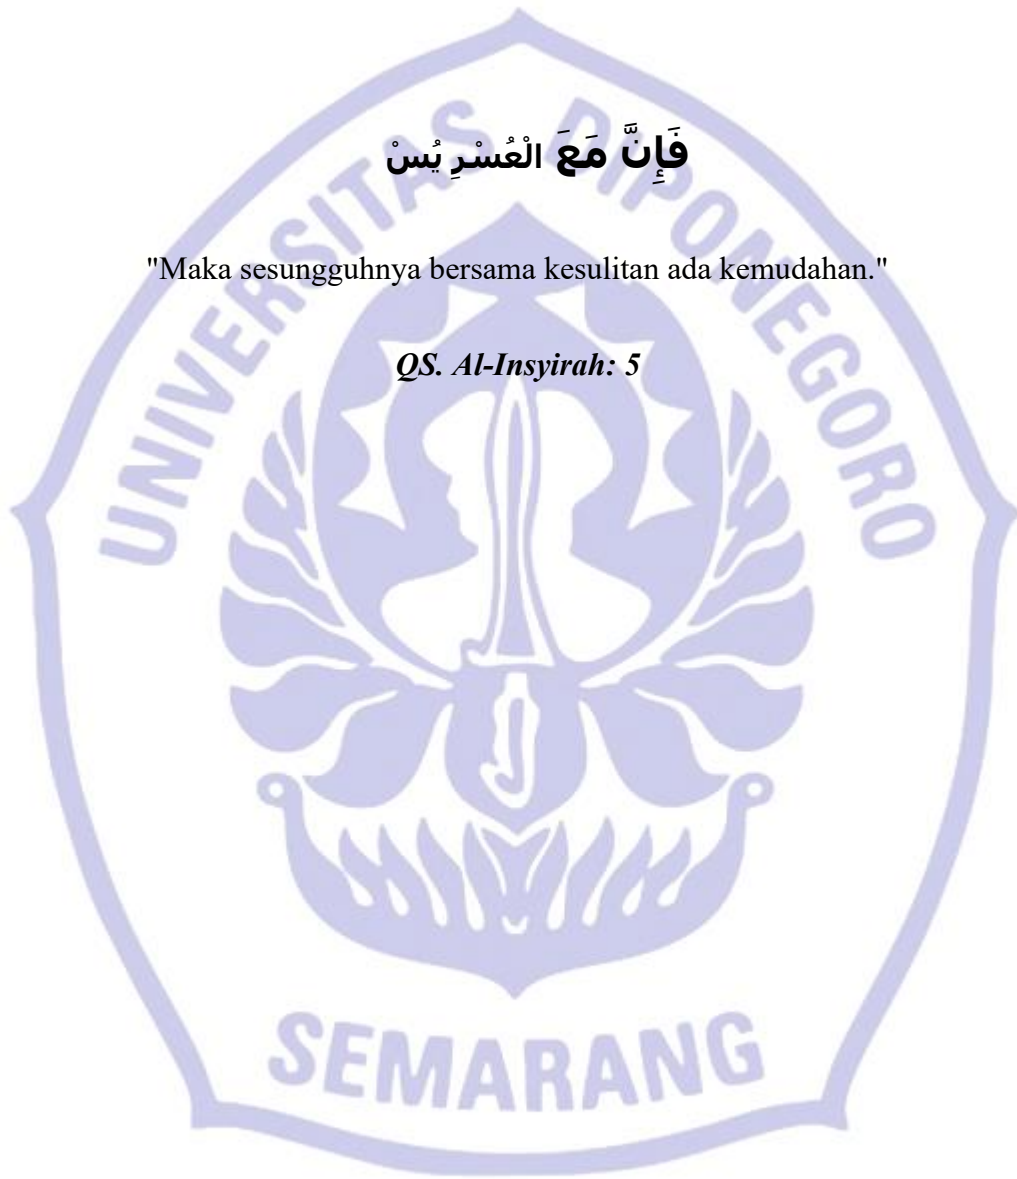 UNIVERSITAS DIPONEGORO
فَإِنَّ مَعَ الْعُسْرِ يُسْ
"Maka sesungguhnya bersama kesulitan ada kemudahan."
QS. Al-Insyirah: 5
SEMARANG